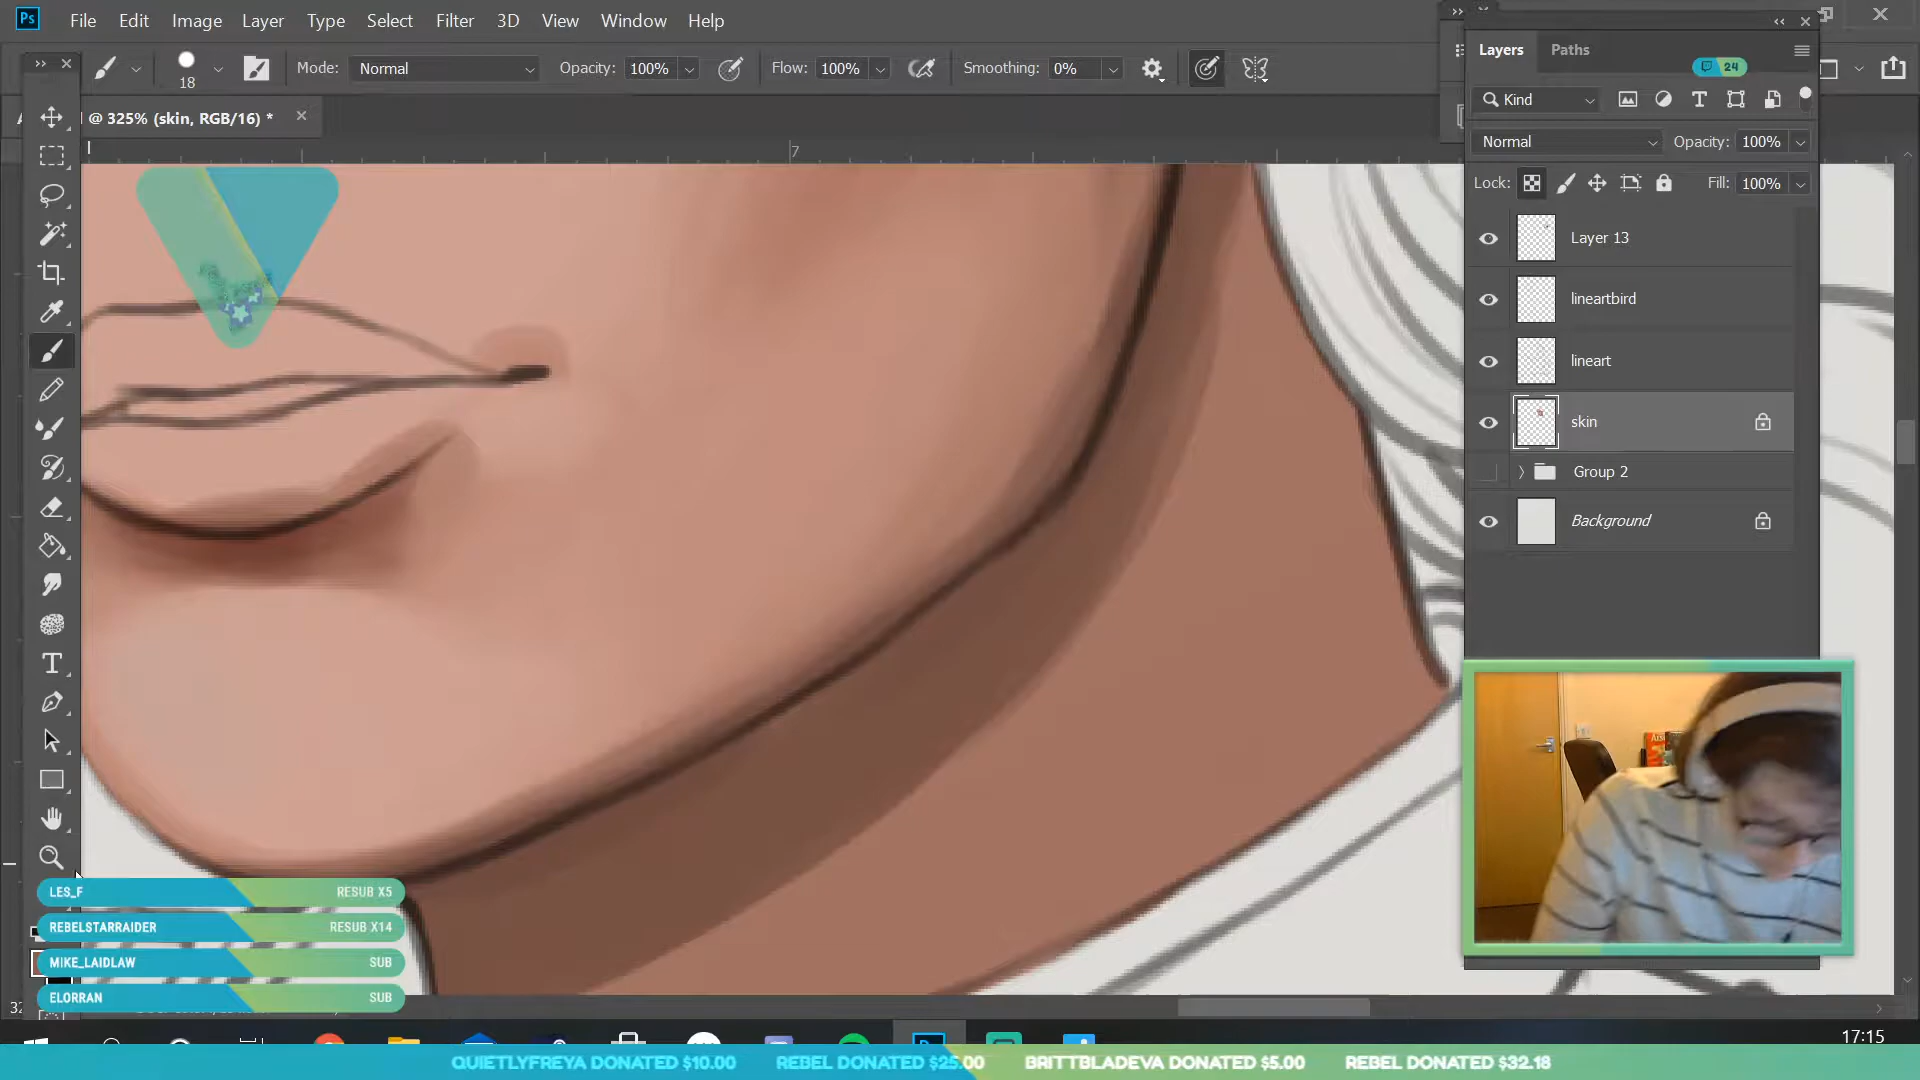 Ps File Edit Image Layer Type Select Filter 3D View Window Help
18 Mode: Normal Opacity: 100% Flow: 100% Smoothing: 0%
@ 325% (skin, RGB/16) *
7
Layers Paths
24
Kind
Normal Opacity: 100%
Lock: Fill: 100%
Layer 13
lineartbird
lineart
skin
Group 2
Background
LES_F RESUB X5
REBELSTARRAIDER RESUB X14
MIKE_LAIDLAW SUB
ELORRAN SUB
32
17:15
QUIETLYFREYA DONATED $10.00 REBEL DONATED $25.00 BRITTBLADEVA DONATED $5.00 REBEL DONATED $32.18